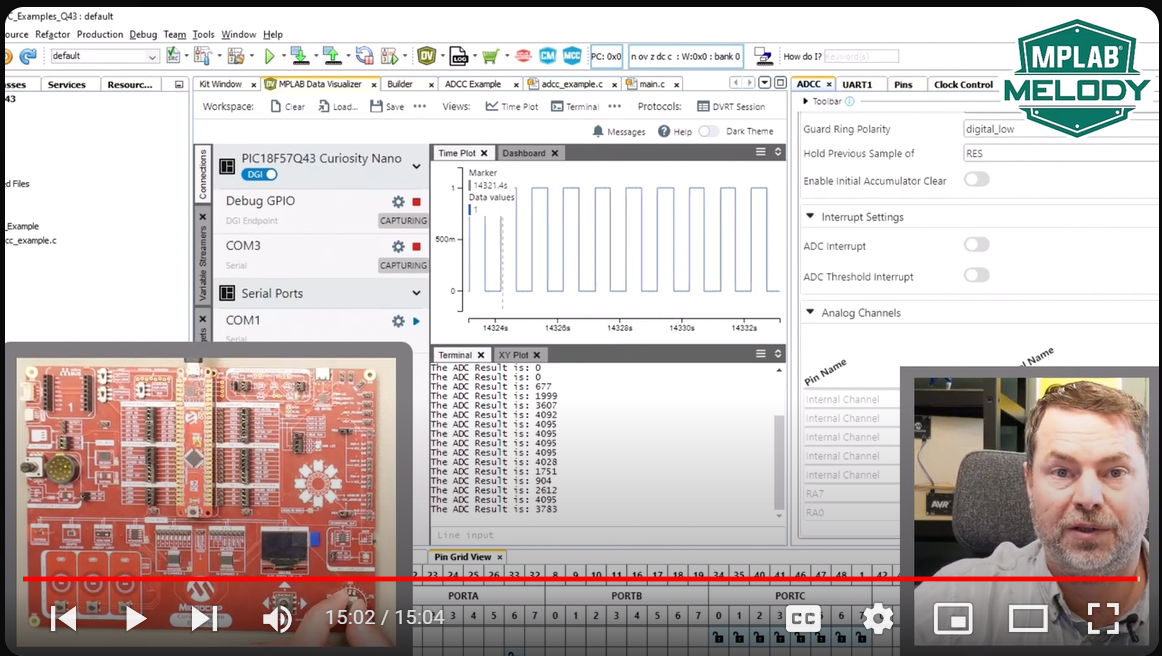 C_Examples_Q43 : default
ource Refactor Production Debug Team Tools Window Help
default
PC: 0x0
n ov z dc c : W:0x0 : bank 0
How do I?
(Keyword(s))
MPLAB
MELODY
asses Services Resourc...
Kit Window MPLAB Data Visualizer Builder ADCC Example adcc_example.c main.c
ADCC UART1 Pins Clock Control
43
Workspace: Clear Load... Save Views: Time Plot Terminal Protocols: DVRT Session
Messages Help Dark Theme
Toolbar
Guard Ring Polarity digital_low
Hold Previous Sample of RES
Enable Initial Accumulator Clear
Interrupt Settings
ADC Interrupt
ADC Threshold Interrupt
Analog Channels
Pin Name
el Name
Internal Channel
Internal Channel
Internal Channel
Internal Channel
Internal Channel
RA7
RA0
ed Files
_Example
cc_example.c
Connections
Variable Streamers
gets
PIC18F57Q43 Curiosity Nano
DGI
Debug GPIO
DGI Endpoint
CAPTURING
COM3
Serial
CAPTURING
Serial Ports
COM1
Serial
Time Plot Dashboard
Marker
14321.4s
Data values
1
1
500m
0
14324s 14326s 14328s 14330s 14332s
Terminal XY Plot
The ADC Result is: 0
The ADC Result is: 0
The ADC Result is: 677
The ADC Result is: 1999
The ADC Result is: 3607
The ADC Result is: 4092
The ADC Result is: 4095
The ADC Result is: 4095
The ADC Result is: 4095
The ADC Result is: 4095
The ADC Result is: 4028
The ADC Result is: 1751
The ADC Result is: 904
The ADC Result is: 2612
The ADC Result is: 4095
The ADC Result is: 3783
Line input
Pin Grid View
22 23 24 25 26 33 32 8 9 10 11 16 17 18 19 34 35 40 41 46 47 48 1 42
PORTA PORTB PORTC
3 4 5 6 7 0 1 2 3 4 5 6 7 0 1 2 3 6 7
AVR
1
MICROCHIP
15:02 / 15:04
CC